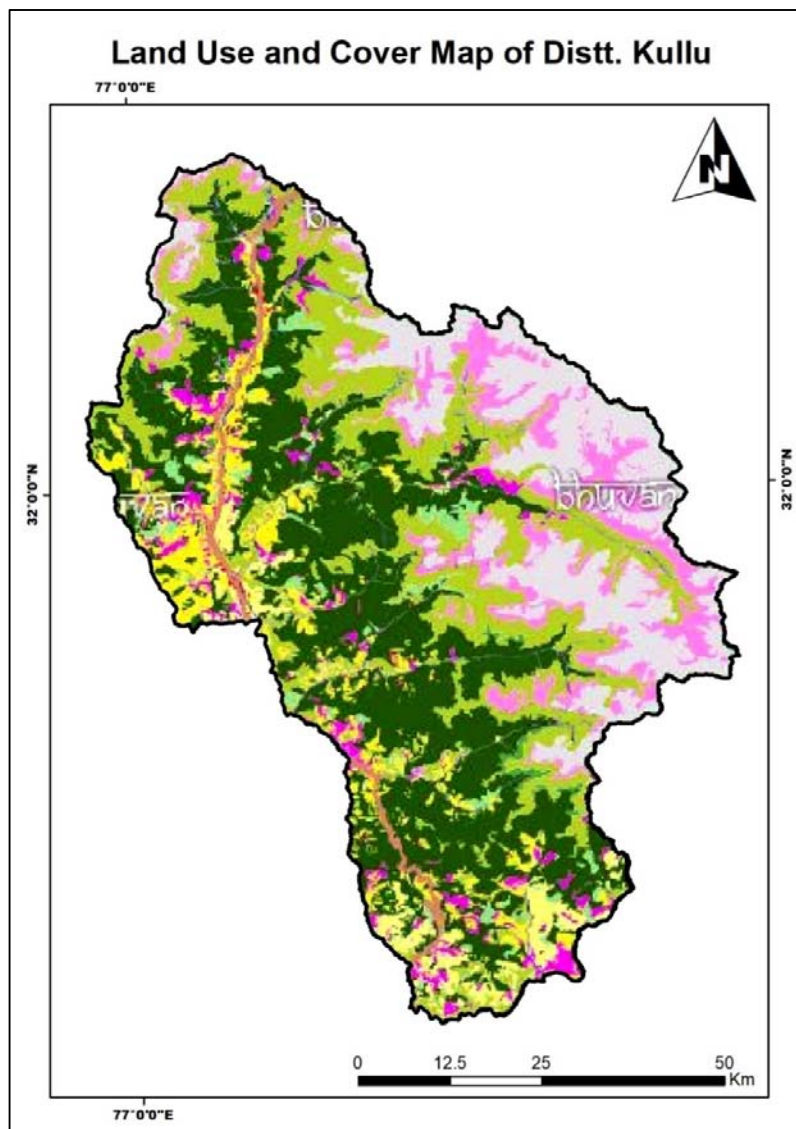 Land Use and Cover Map of Distt. Kullu
77°0'0"E
N
32°0'0"N
32°0'0"N
bhuvan
0 12.5 25 50
Km
77°0'0"E